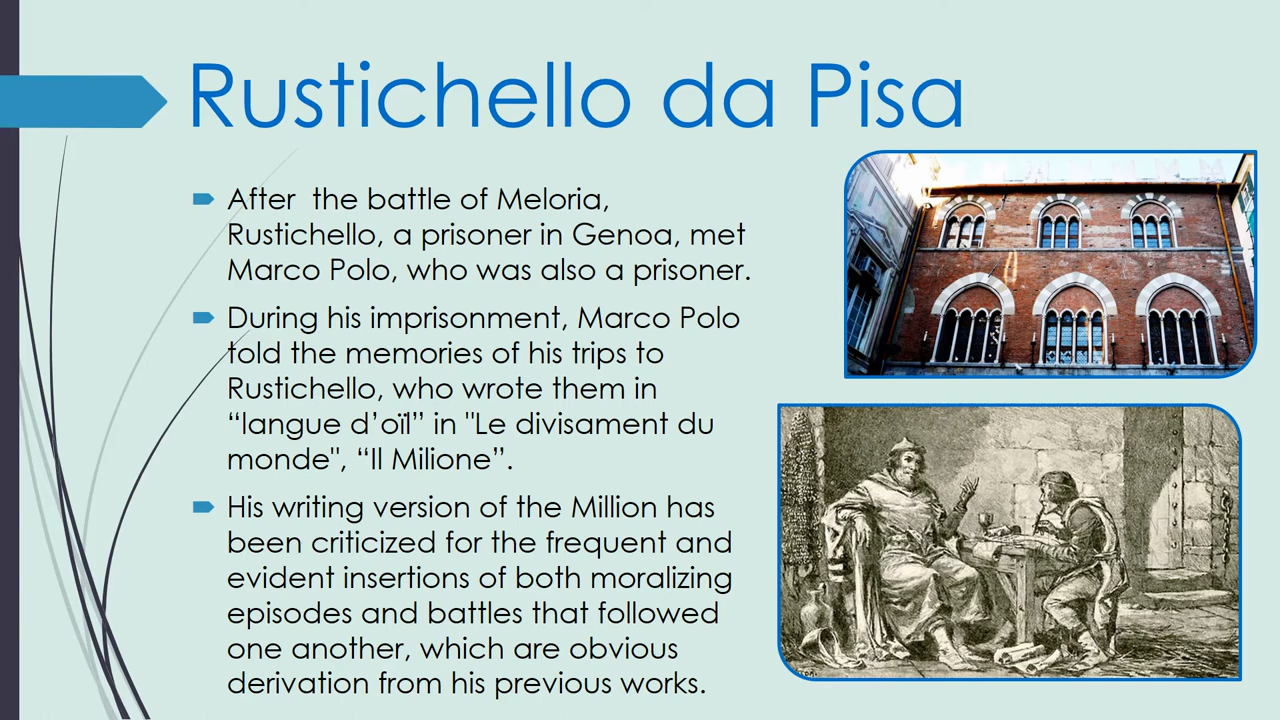 Rustichello da Pisa
After  the battle of Meloria,
Rustichello, a prisoner in Genoa, met
Marco Polo, who was also a prisoner.
During his imprisonment, Marco Polo
told the memories of his trips to
Rustichello, who wrote them in
“langue d’oïl” in "Le divisament du
monde", “Il Milione”.
His writing version of the Million has
been criticized for the frequent and
evident insertions of both moralizing
episodes and battles that followed
one another, which are obvious
derivation from his previous works.